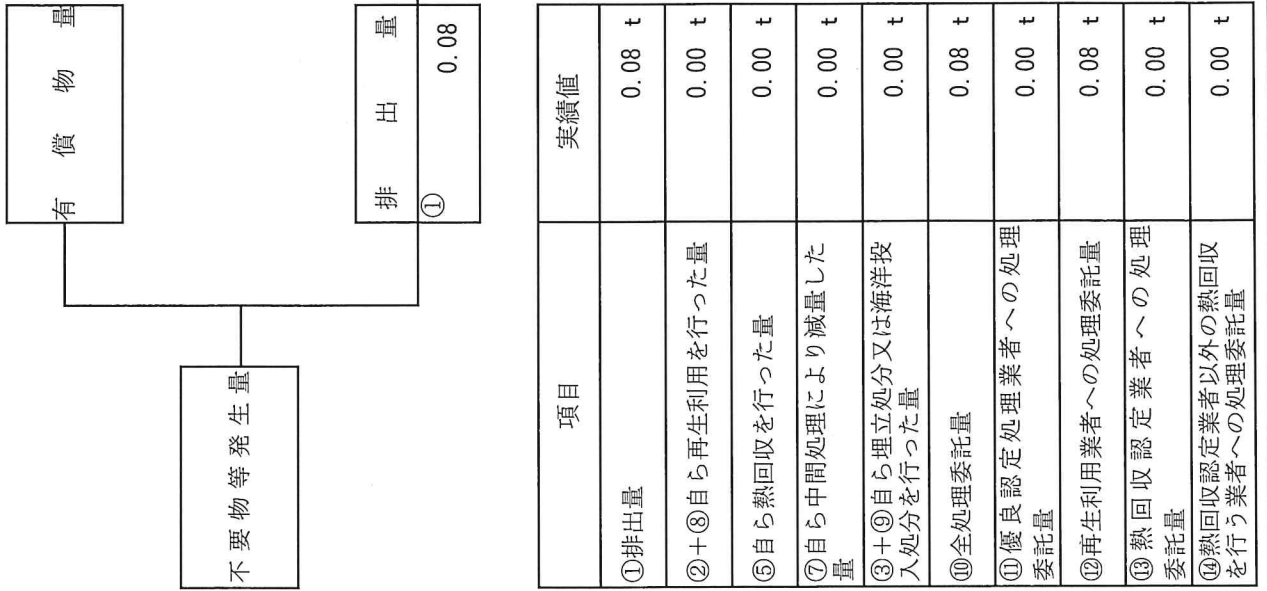 有償物量
不要物等発生量
排出量
① 0.08
項目 実績値
①排出量 0.08 t
②+⑧自ら再生利用を行った量 0.00 t
⑤自ら熱回収を行った量 0.00 t
⑦自ら中間処理により減量した
量 0.00 t
③+⑨自ら埋立処分又は海洋投
入処分を行った量 0.00 t
⑩全処理委託量 0.08 t
⑪優良認定処理業者への処理
委託量 0.00 t
⑫再生利用業者への処理委託量 0.08 t
⑬熱回収認定業者への処理
委託量 0.00 t
⑭熱回収認定業者以外の熱回収
を行う業者への処理委託量 0.00 t